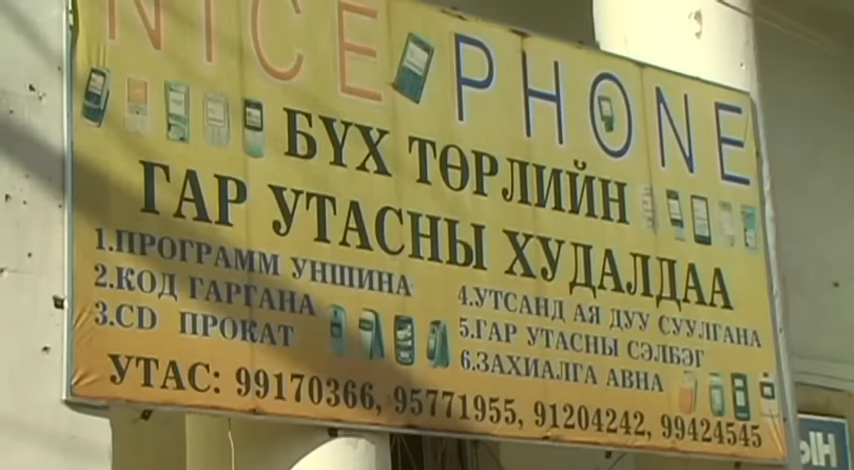 NICE PHONE
БҮХ ТӨРЛИЙН
ГАР УТАСНЫ ХУДАЛДАА
1.ПРОГРАММ УНШИНА
2.КОД ГАРГАНА
3.CD ПРОКАТ
4.УТСАНД АЯ ДУУ СУУЛГАНА
5.ГАР УТАСНЫ СЭЛБЭГ
6.ЗАХИАЛГА АВНА
УТАС: 99170366, 95771955, 91204242, 99424545
ЫН